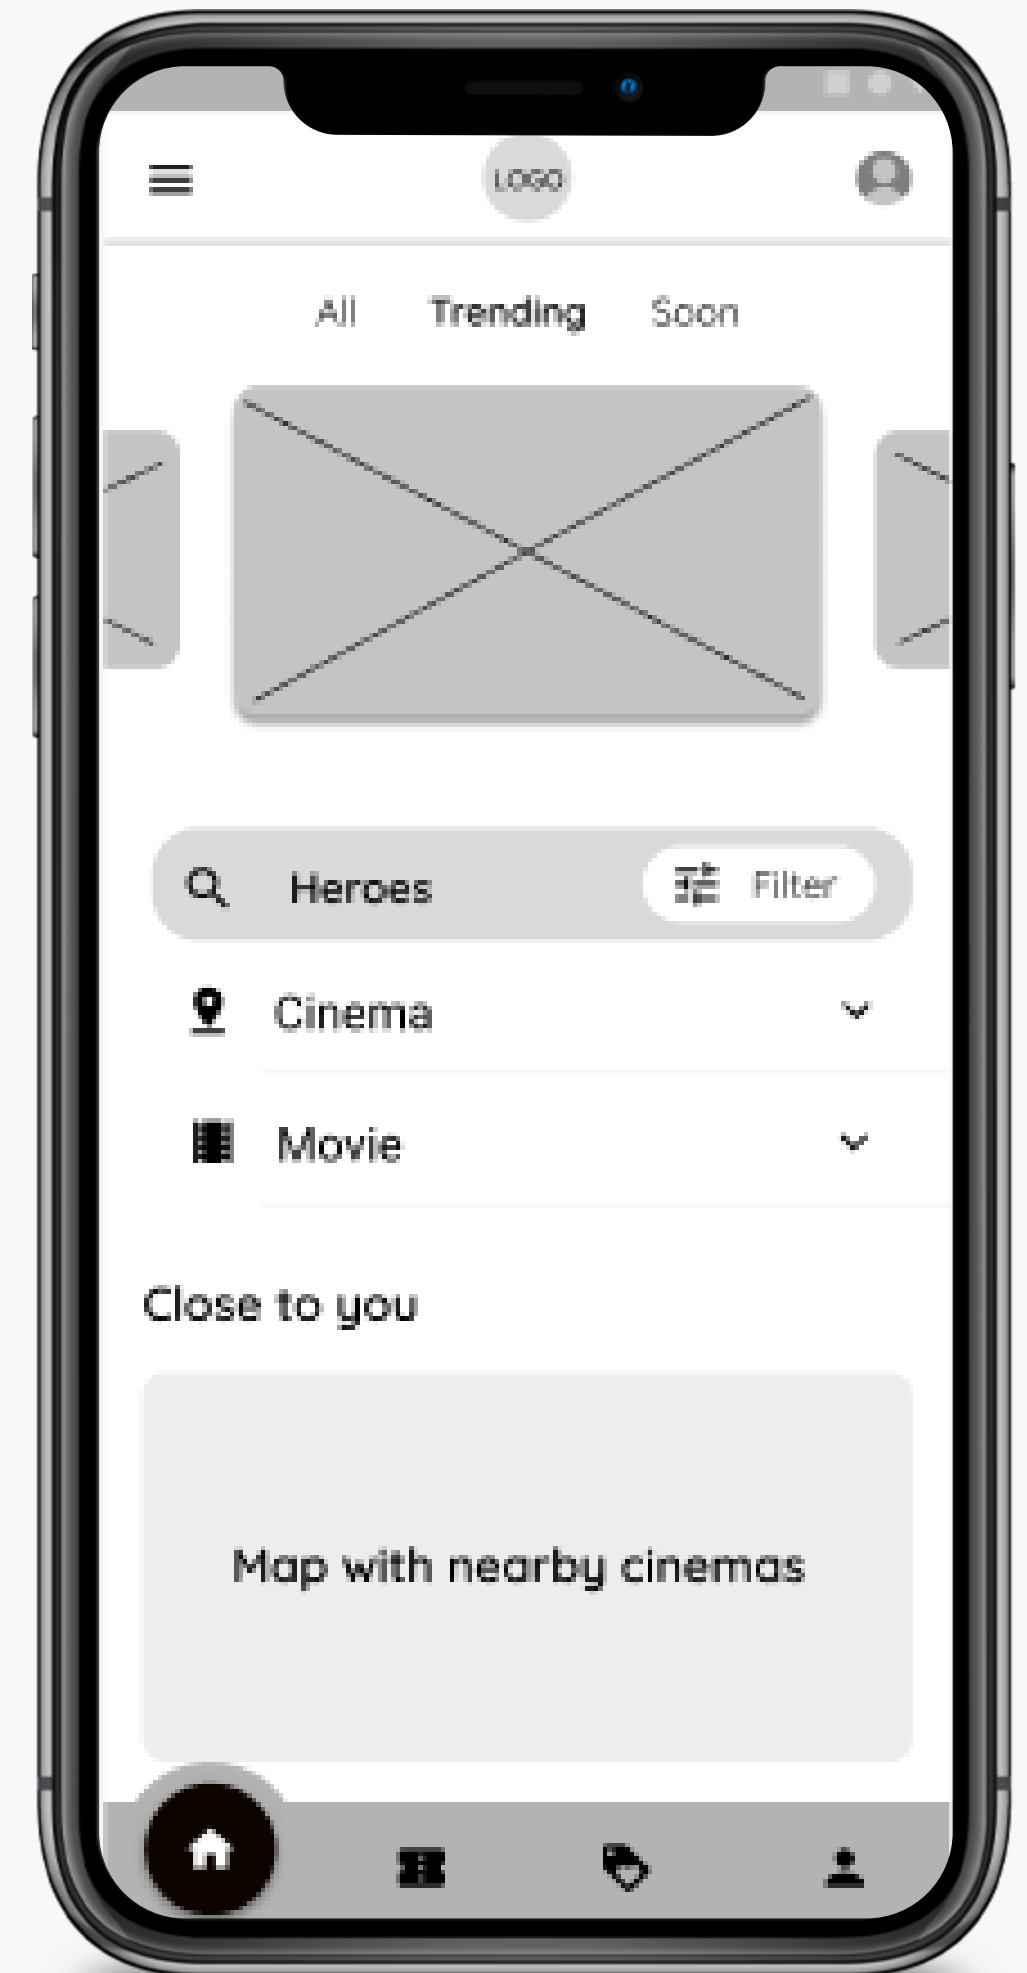 LOGO
All Trending Soon
Heroes Filter
Cinema
Movie
Close to you
Map with nearby cinemas